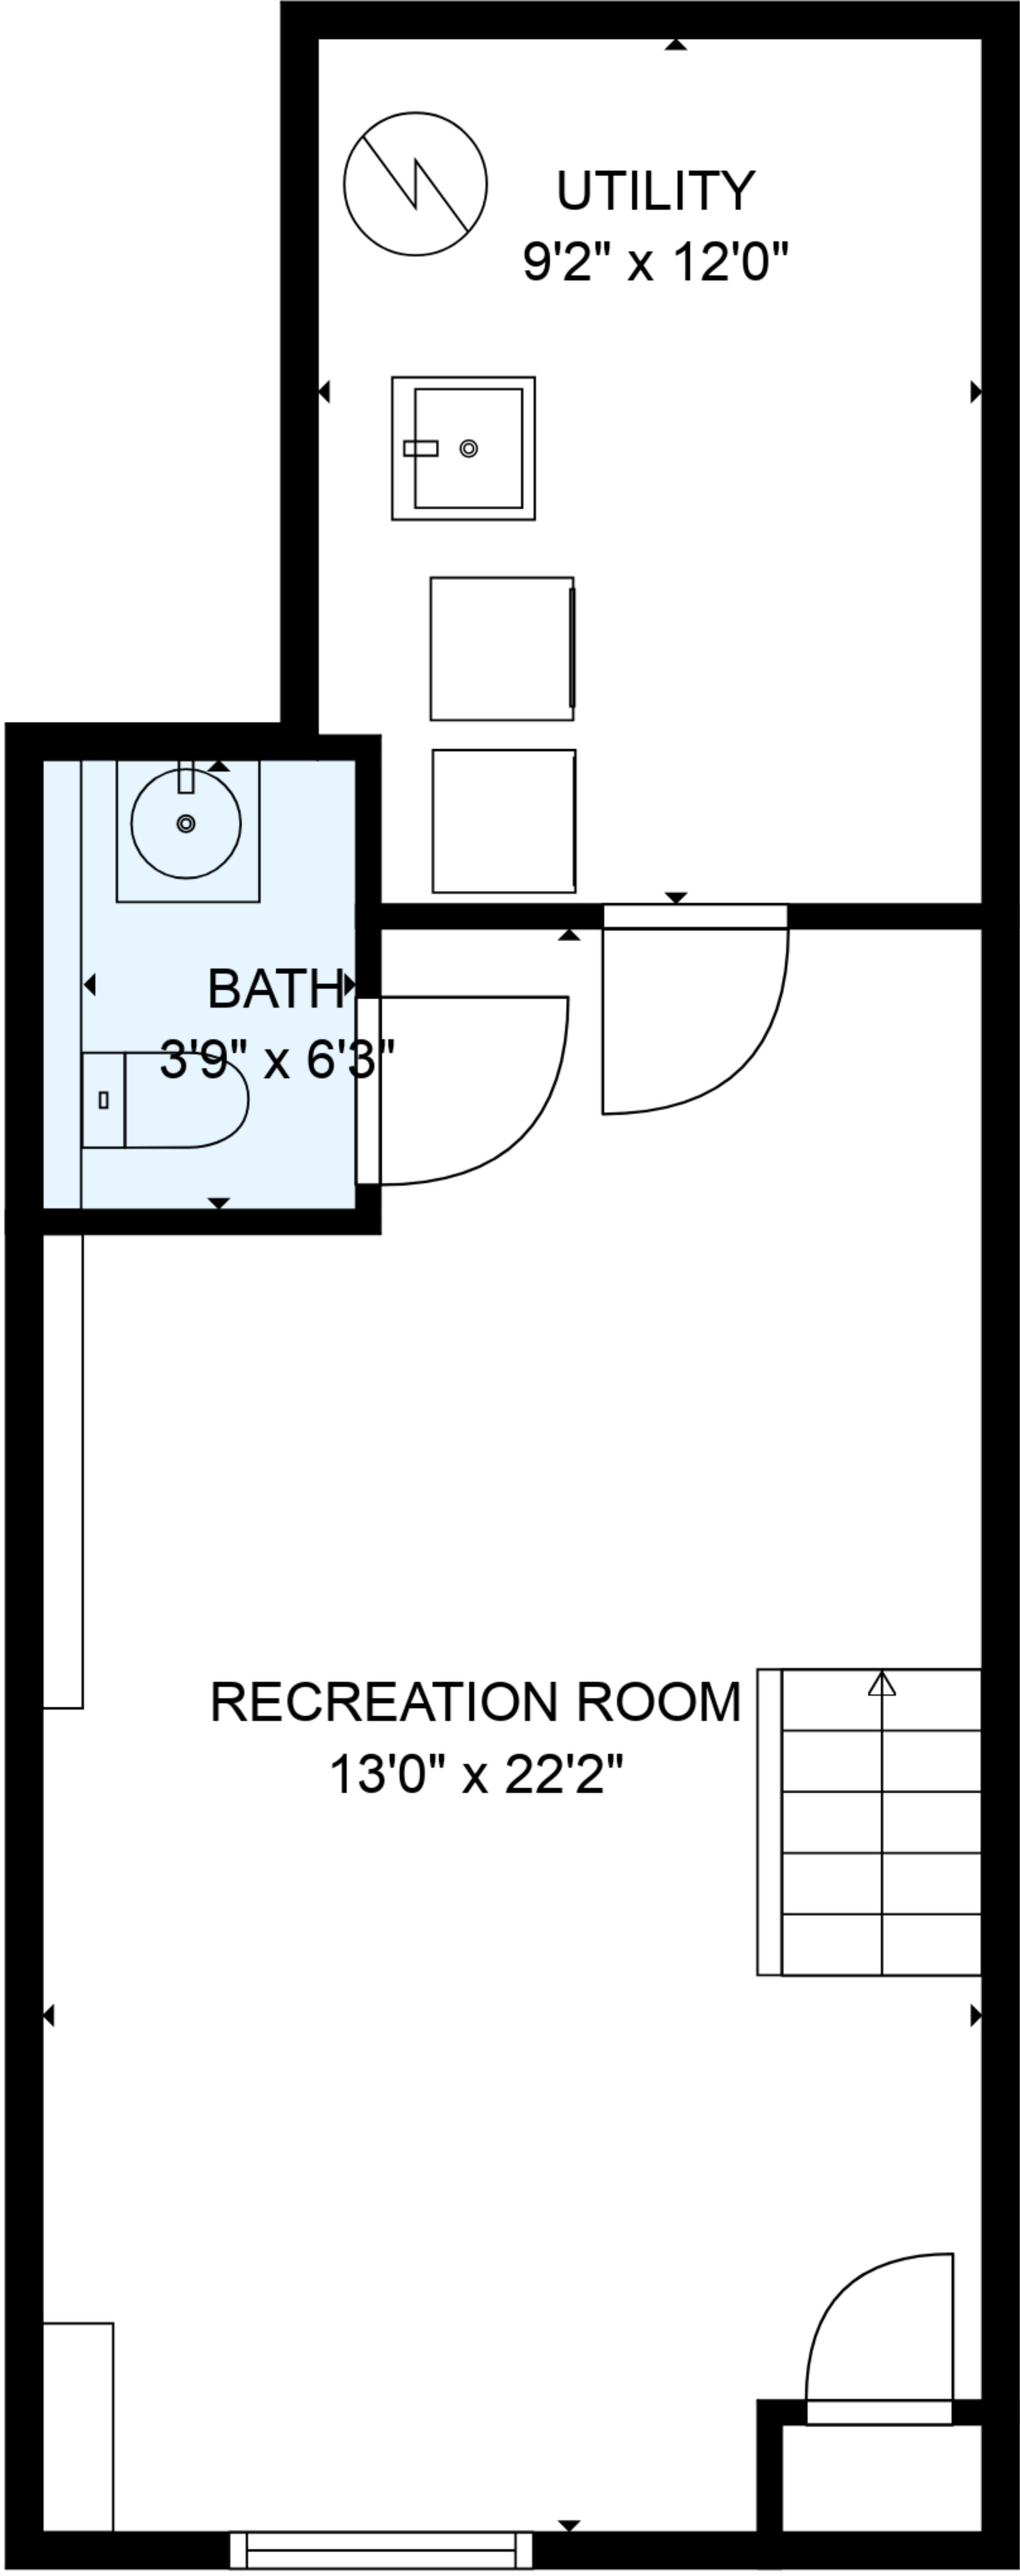 UTILITY
9'2" x 12'0"
BATH
3'9" x 6'3"
RECREATION ROOM
13'0" x 22'2"